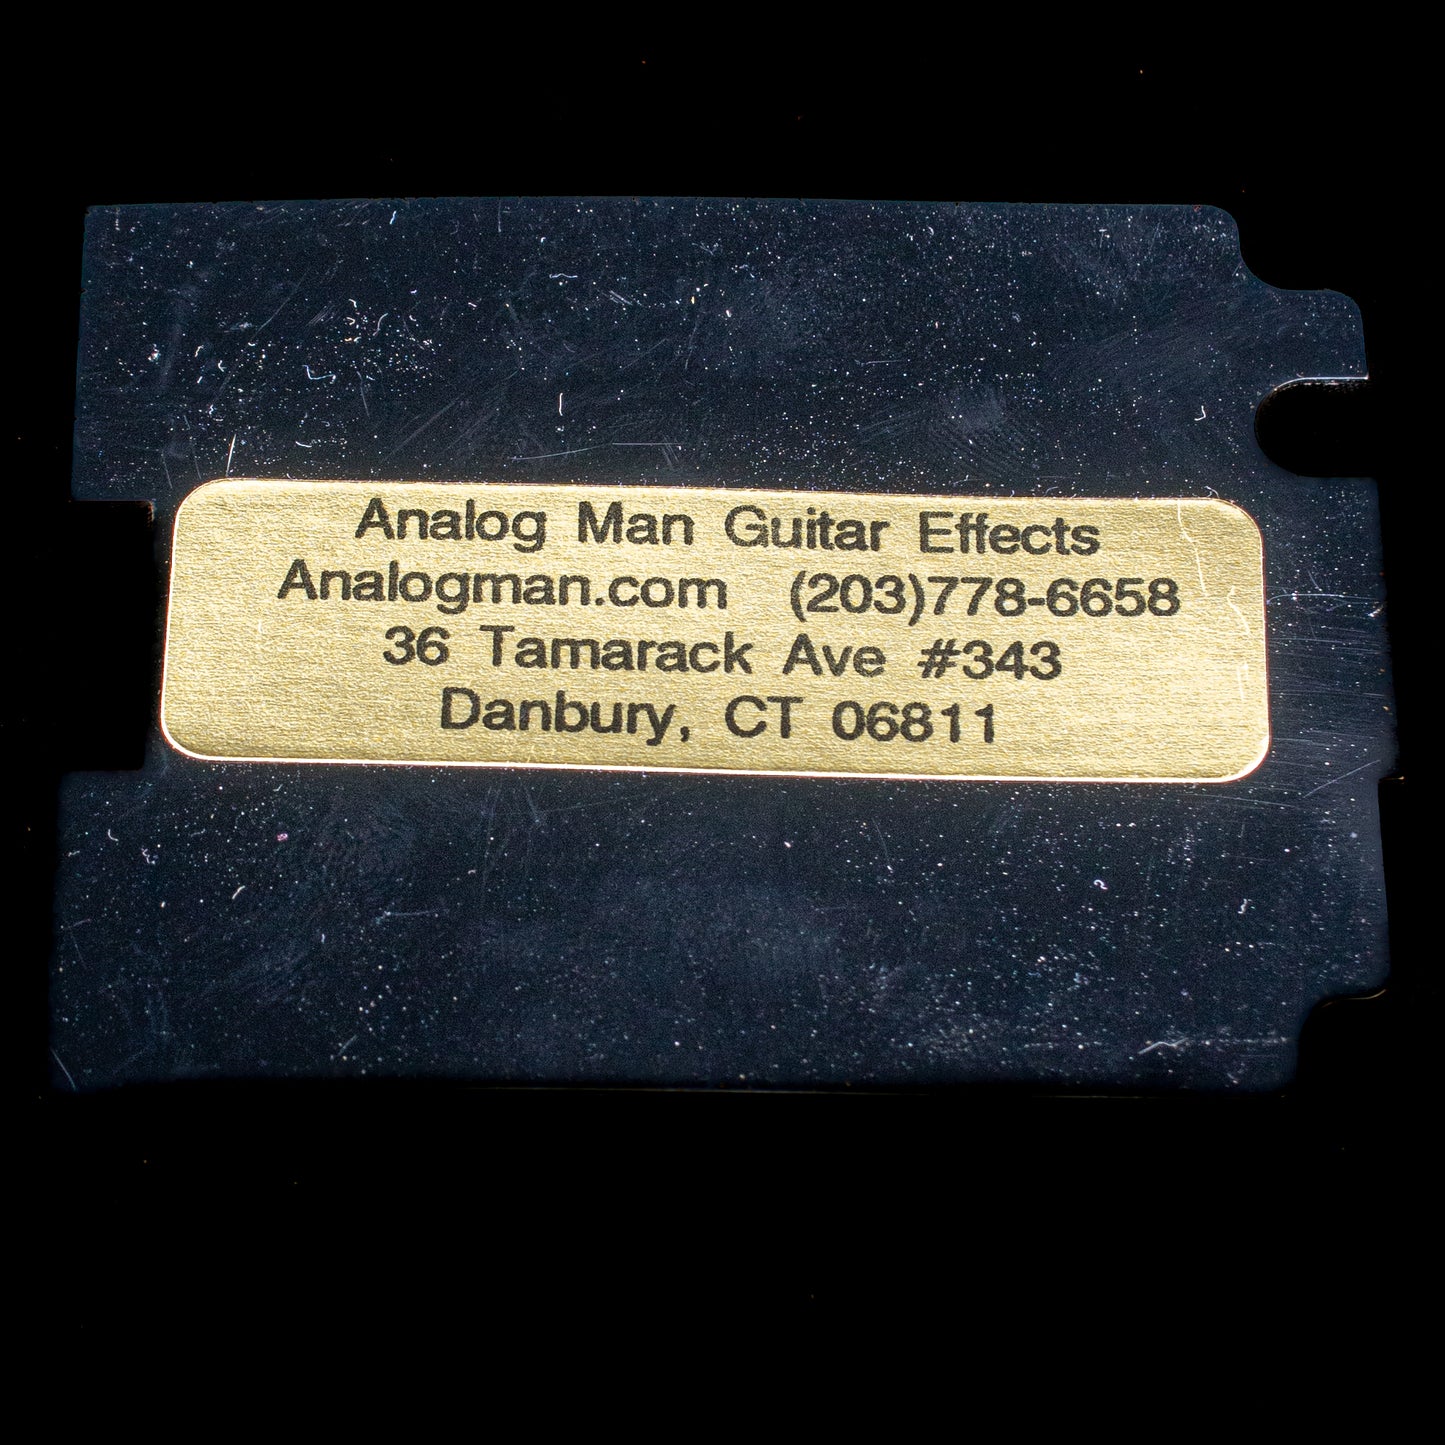 Analog Man Guitar Effects
Analogman.com (203)778-6658
36 Tamarack Ave #343
Danbury, CT 06811